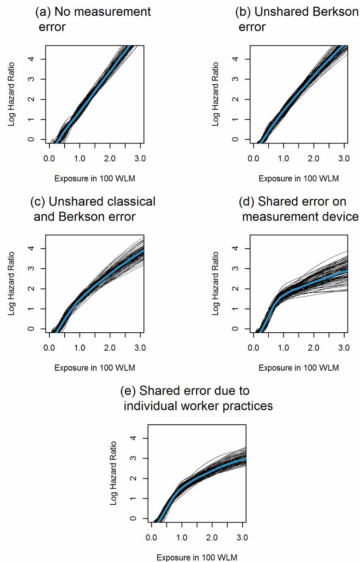 (a) No measurement
error
(b) Unshared Berkson
error
Log Hazard Ratio
4
3
2
1
0
0.0 1.0 2.0 3.0
Exposure in 100 WLM
Log Hazard Ratio
4
3
2
1
0
0.0 1.0 2.0 3.0
Exposure in 100 WLM
(c) Unshared classical
and Berkson error
(d) Shared error on
measurement device
Log Hazard Ratio
4
3
2
1
0
0.0 1.0 2.0 3.0
Exposure in 100 WLM
Log Hazard Ratio
4
3
2
1
0
0.0 1.0 2.0 3.0
Exposure in 100 WLM
(e) Shared error due to
individual worker practices
Log Hazard Ratio
4
3
2
1
0
0.0 1.0 2.0 3.0
Exposure in 100 WLM